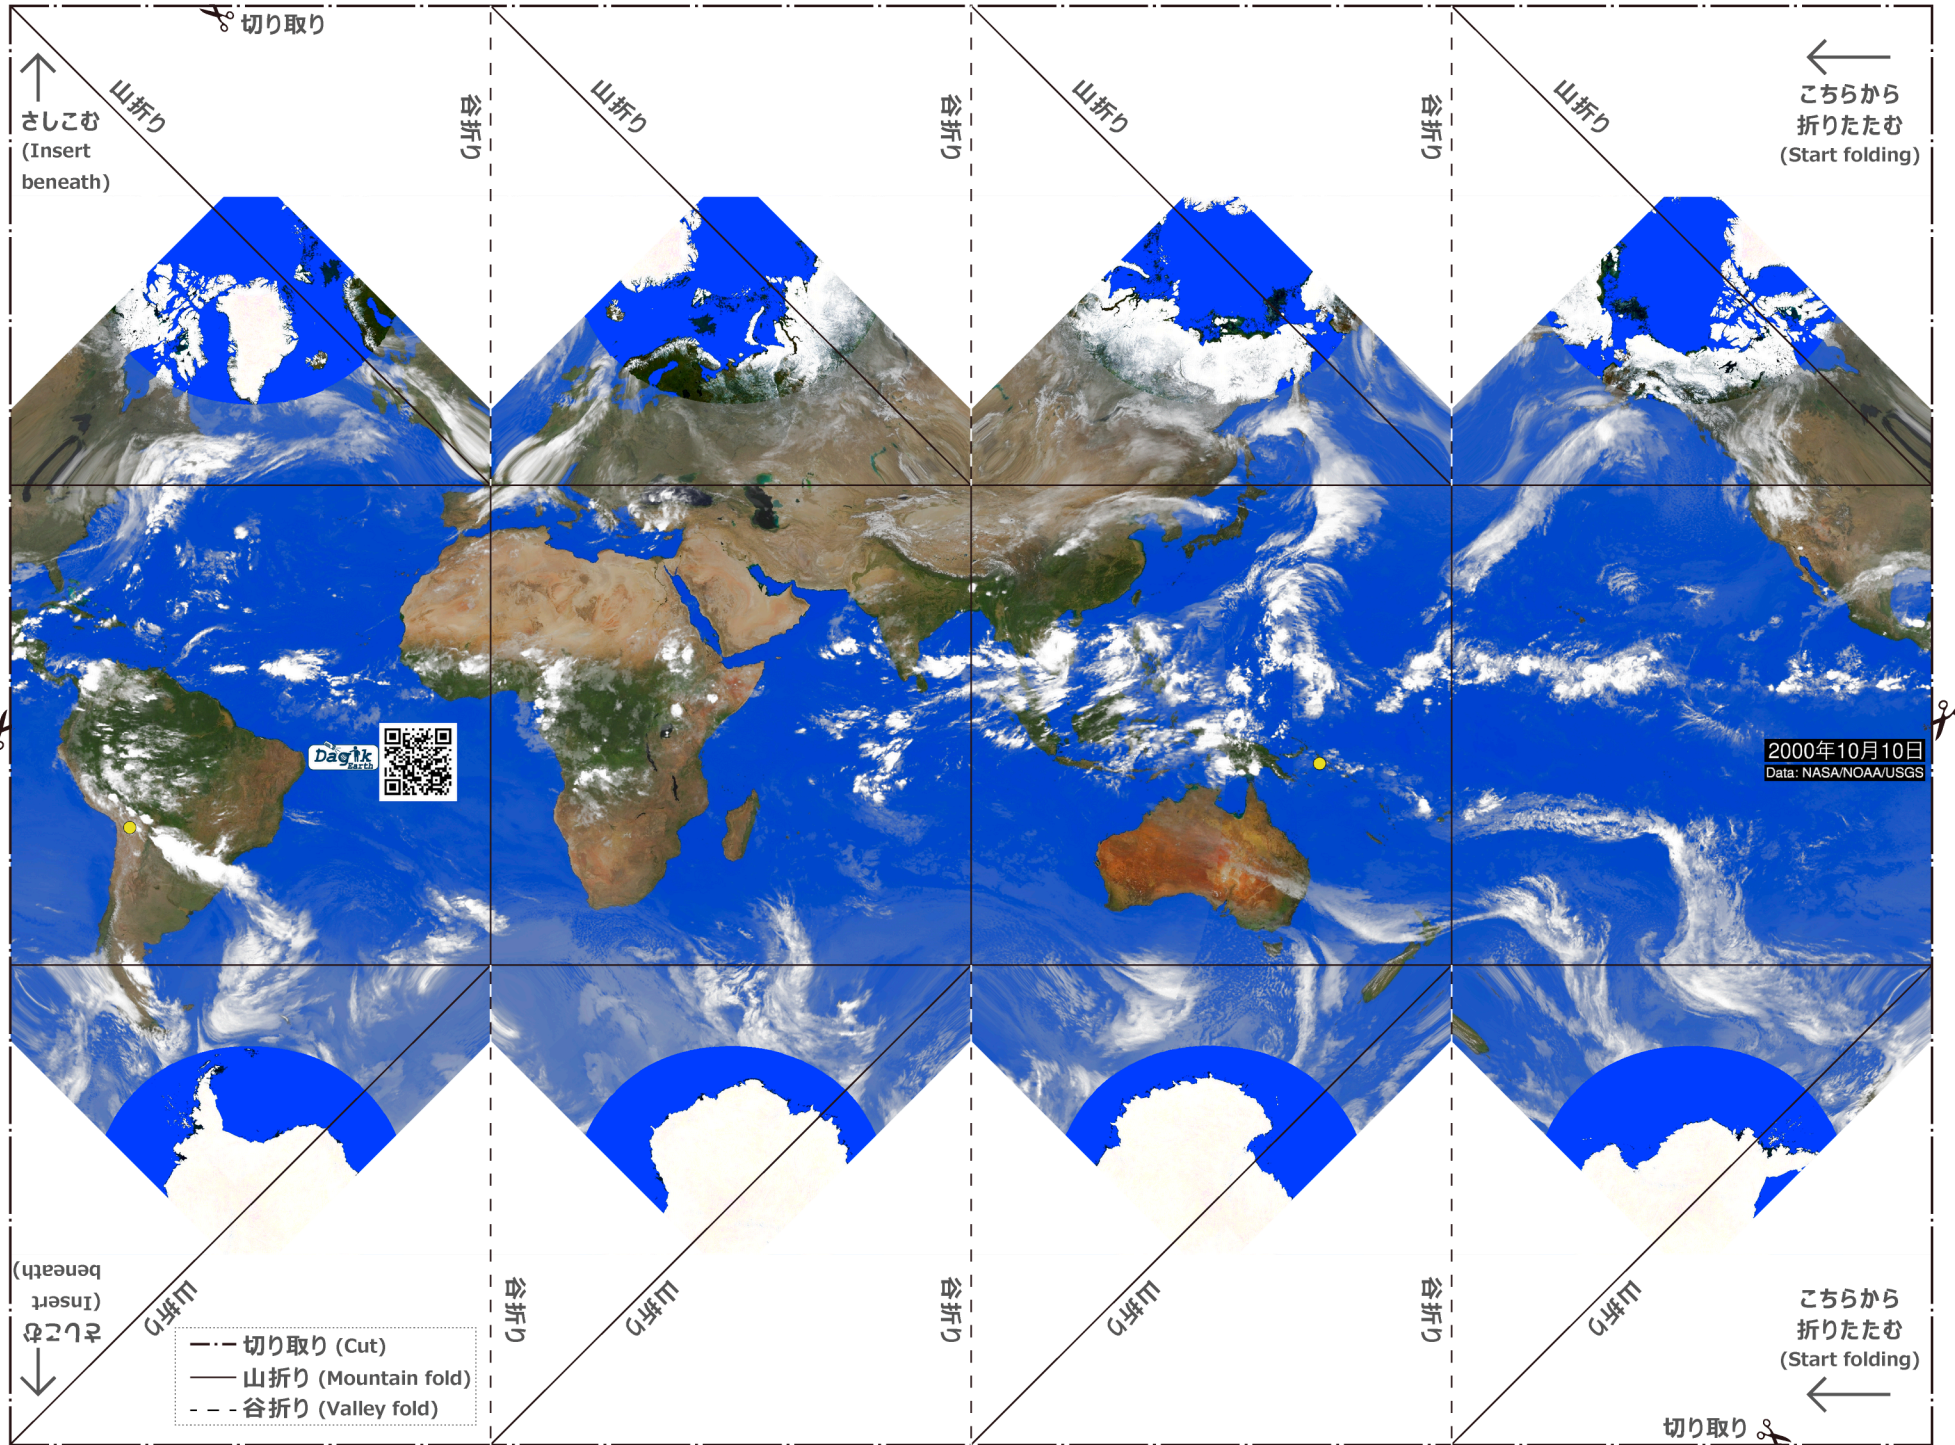 切り取り
さしこむ
(Insert
beneath)
山折り
谷折り
山折り
谷折り
山折り
谷折り
山折り
こちらから
折りたたむ
(Start folding)
Dagik
Earth
2000年10月10日
Data: NASA/NOAA/USGS
さしこむ
(Insert
beneath)
山折り
谷折り
山折り
谷折り
山折り
谷折り
山折り
こちらから
折りたたむ
(Start folding)
切り取り (Cut)
山折り (Mountain fold)
谷折り (Valley fold)
切り取り